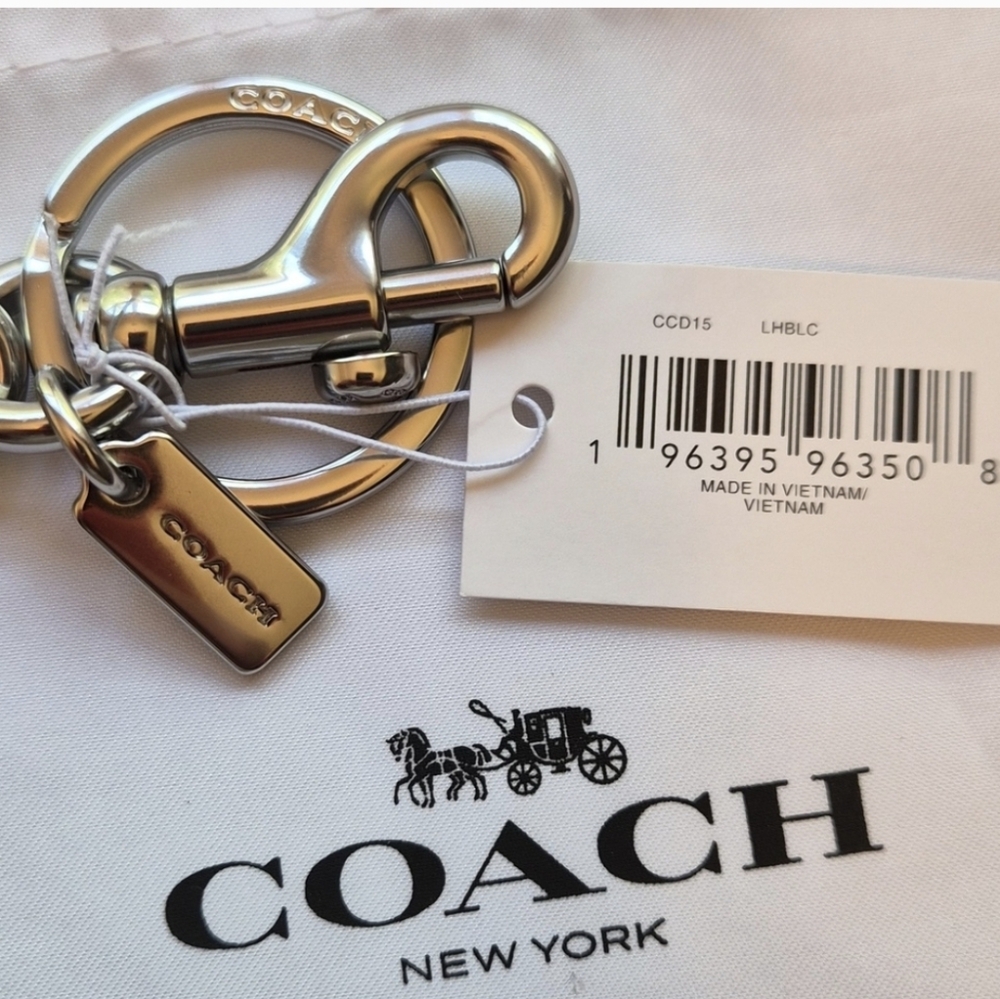 COACH
CCD15 LHBLC
1 96395 96350 8
MADE IN VIETNAM/
VIETNAM
COACH
COACH
NEW YORK